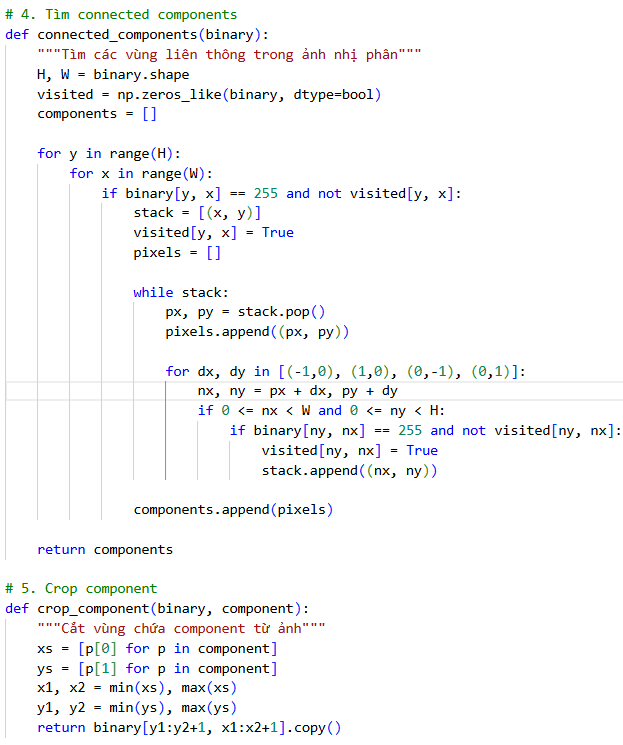 # 4. Tìm connected components
def connected_components(binary):
    """Tìm các vùng liên thông trong ảnh nhị phân"""
    H, W = binary.shape
    visited = np.zeros_like(binary, dtype=bool)
    components = []

    for y in range(H):
        for x in range(W):
            if binary[y, x] == 255 and not visited[y, x]:
                stack = [(x, y)]
                visited[y, x] = True
                pixels = []

                while stack:
                    px, py = stack.pop()
                    pixels.append((px, py))

                    for dx, dy in [(-1,0), (1,0), (0,-1), (0,1)]:
                        nx, ny = px + dx, py + dy
                        if 0 <= nx < W and 0 <= ny < H:
                            if binary[ny, nx] == 255 and not visited[ny, nx]:
                                visited[ny, nx] = True
                                stack.append((nx, ny))

                components.append(pixels)

    return components

# 5. Crop component
def crop_component(binary, component):
    """Cắt vùng chứa component từ ảnh"""
    xs = [p[0] for p in component]
    ys = [p[1] for p in component]
    x1, x2 = min(xs), max(xs)
    y1, y2 = min(ys), max(ys)
    return binary[y1:y2+1, x1:x2+1].copy()